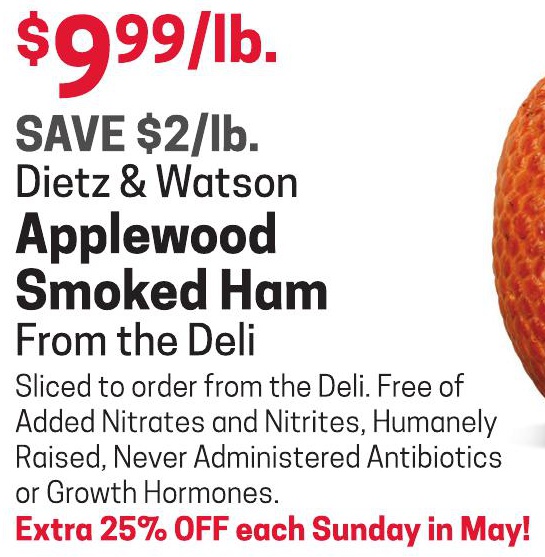 $9.99/lb.
SAVE $2/lb.
Dietz & Watson
Applewood
Smoked Ham
From the Deli
Sliced to order from the Deli. Free of
Added Nitrates and Nitrites, Humanely
Raised, Never Administered Antibiotics
or Growth Hormones.
Extra 25% OFF each Sunday in May!